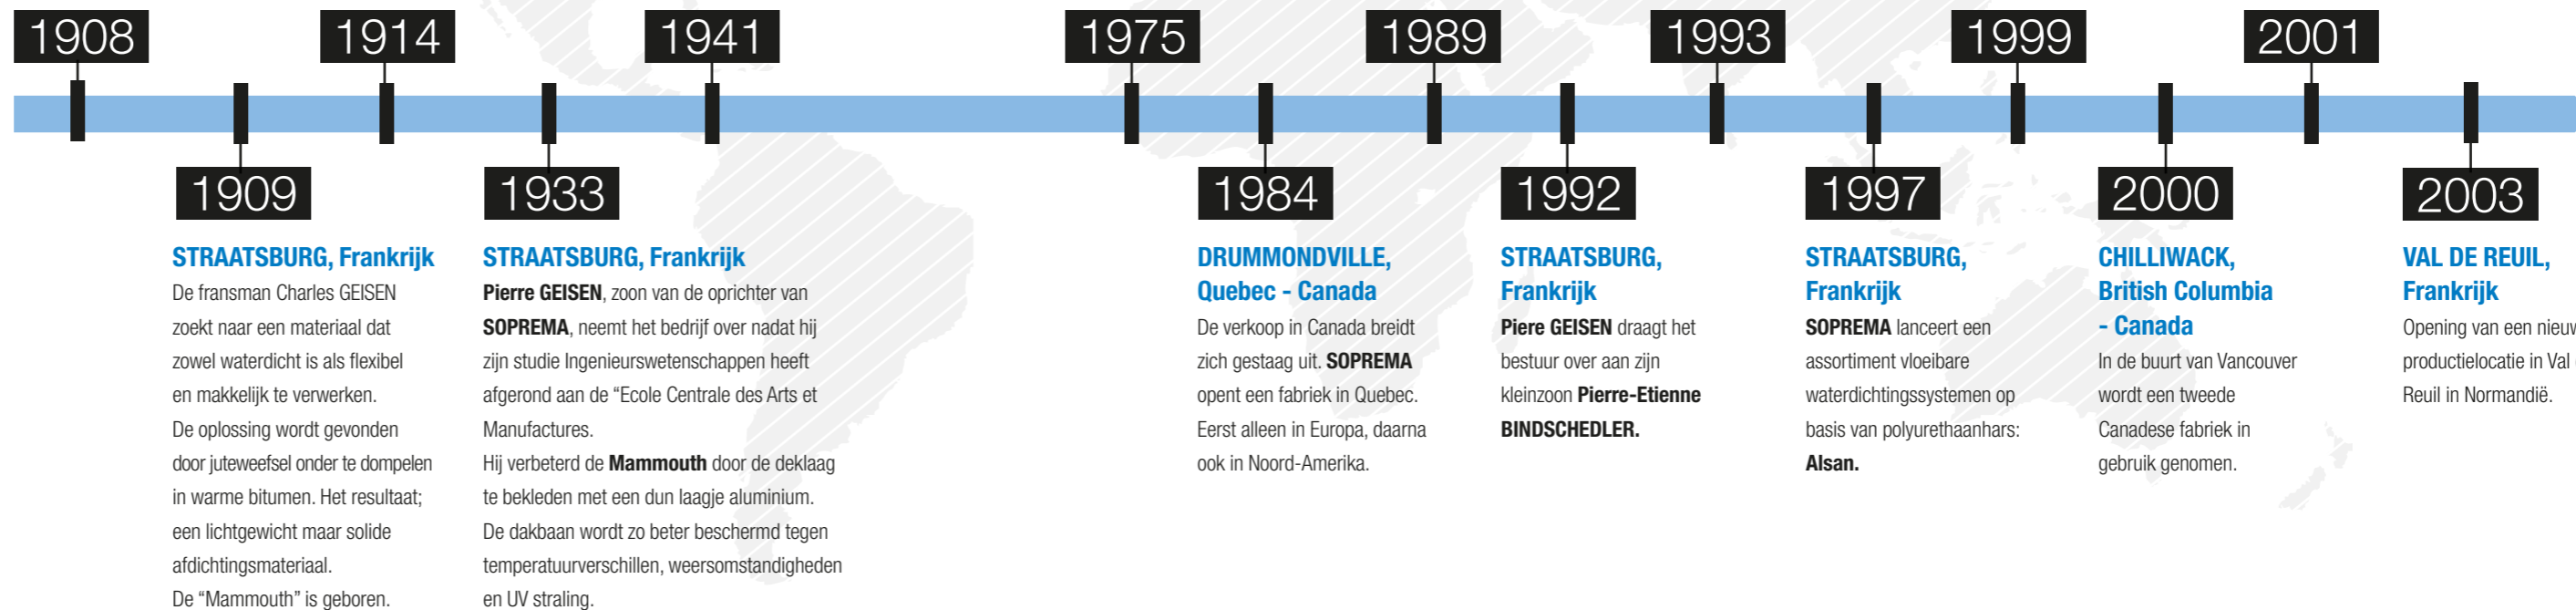 1908
1914
1941
1975
1989
1993
1999
2001
1909
STRAATSBURG, Frankrijk
De fransman Charles GEISEN
zoekt naar een materiaal dat
zowel waterdicht is als flexibel
en makkelijk te verwerken.
De oplossing wordt gevonden
door juteweefsel onder te dompelen
in warme bitumen. Het resultaat;
een lichtgewicht maar solide
afdichtingsmateriaal.
De “Mammouth” is geboren.
1933
STRAATSBURG, Frankrijk
Pierre GEISEN, zoon van de oprichter van
SOPREMA, neemt het bedrijf over nadat hij
zijn studie Ingenieurswetenschappen heeft
afgerond aan de “Ecole Centrale des Arts et
Manufactures.
Hij verbeterd de Mammouth door de deklaag
te bekleden met een dun laagje aluminium.
De dakbaan wordt zo beter beschermd tegen
temperatuurverschillen, weersomstandigheden
en UV straling.
1984
DRUMMONDVILLE,
Quebec - Canada
De verkoop in Canada breidt
zich gestaag uit. SOPREMA
opent een fabriek in Quebec.
Eerst alleen in Europa, daarna
ook in Noord-Amerika.
1992
STRAATSBURG,
Frankrijk
Piere GEISEN draagt het
bestuur over aan zijn
kleinzoon Pierre-Etienne
BINDSCHEDLER.
1997
STRAATSBURG,
Frankrijk
SOPREMA lanceert een
assortiment vloeibare
waterdichtingssystemen op
basis van polyurethaanhars:
Alsan.
2000
CHILLIWACK,
British Columbia
- Canada
In de buurt van Vancouver
wordt een tweede
Canadese fabriek in
gebruik genomen.
2003
VAL DE REUIL,
Frankrijk
Opening van een
productielocatie in Val
Reuil in Normandië.